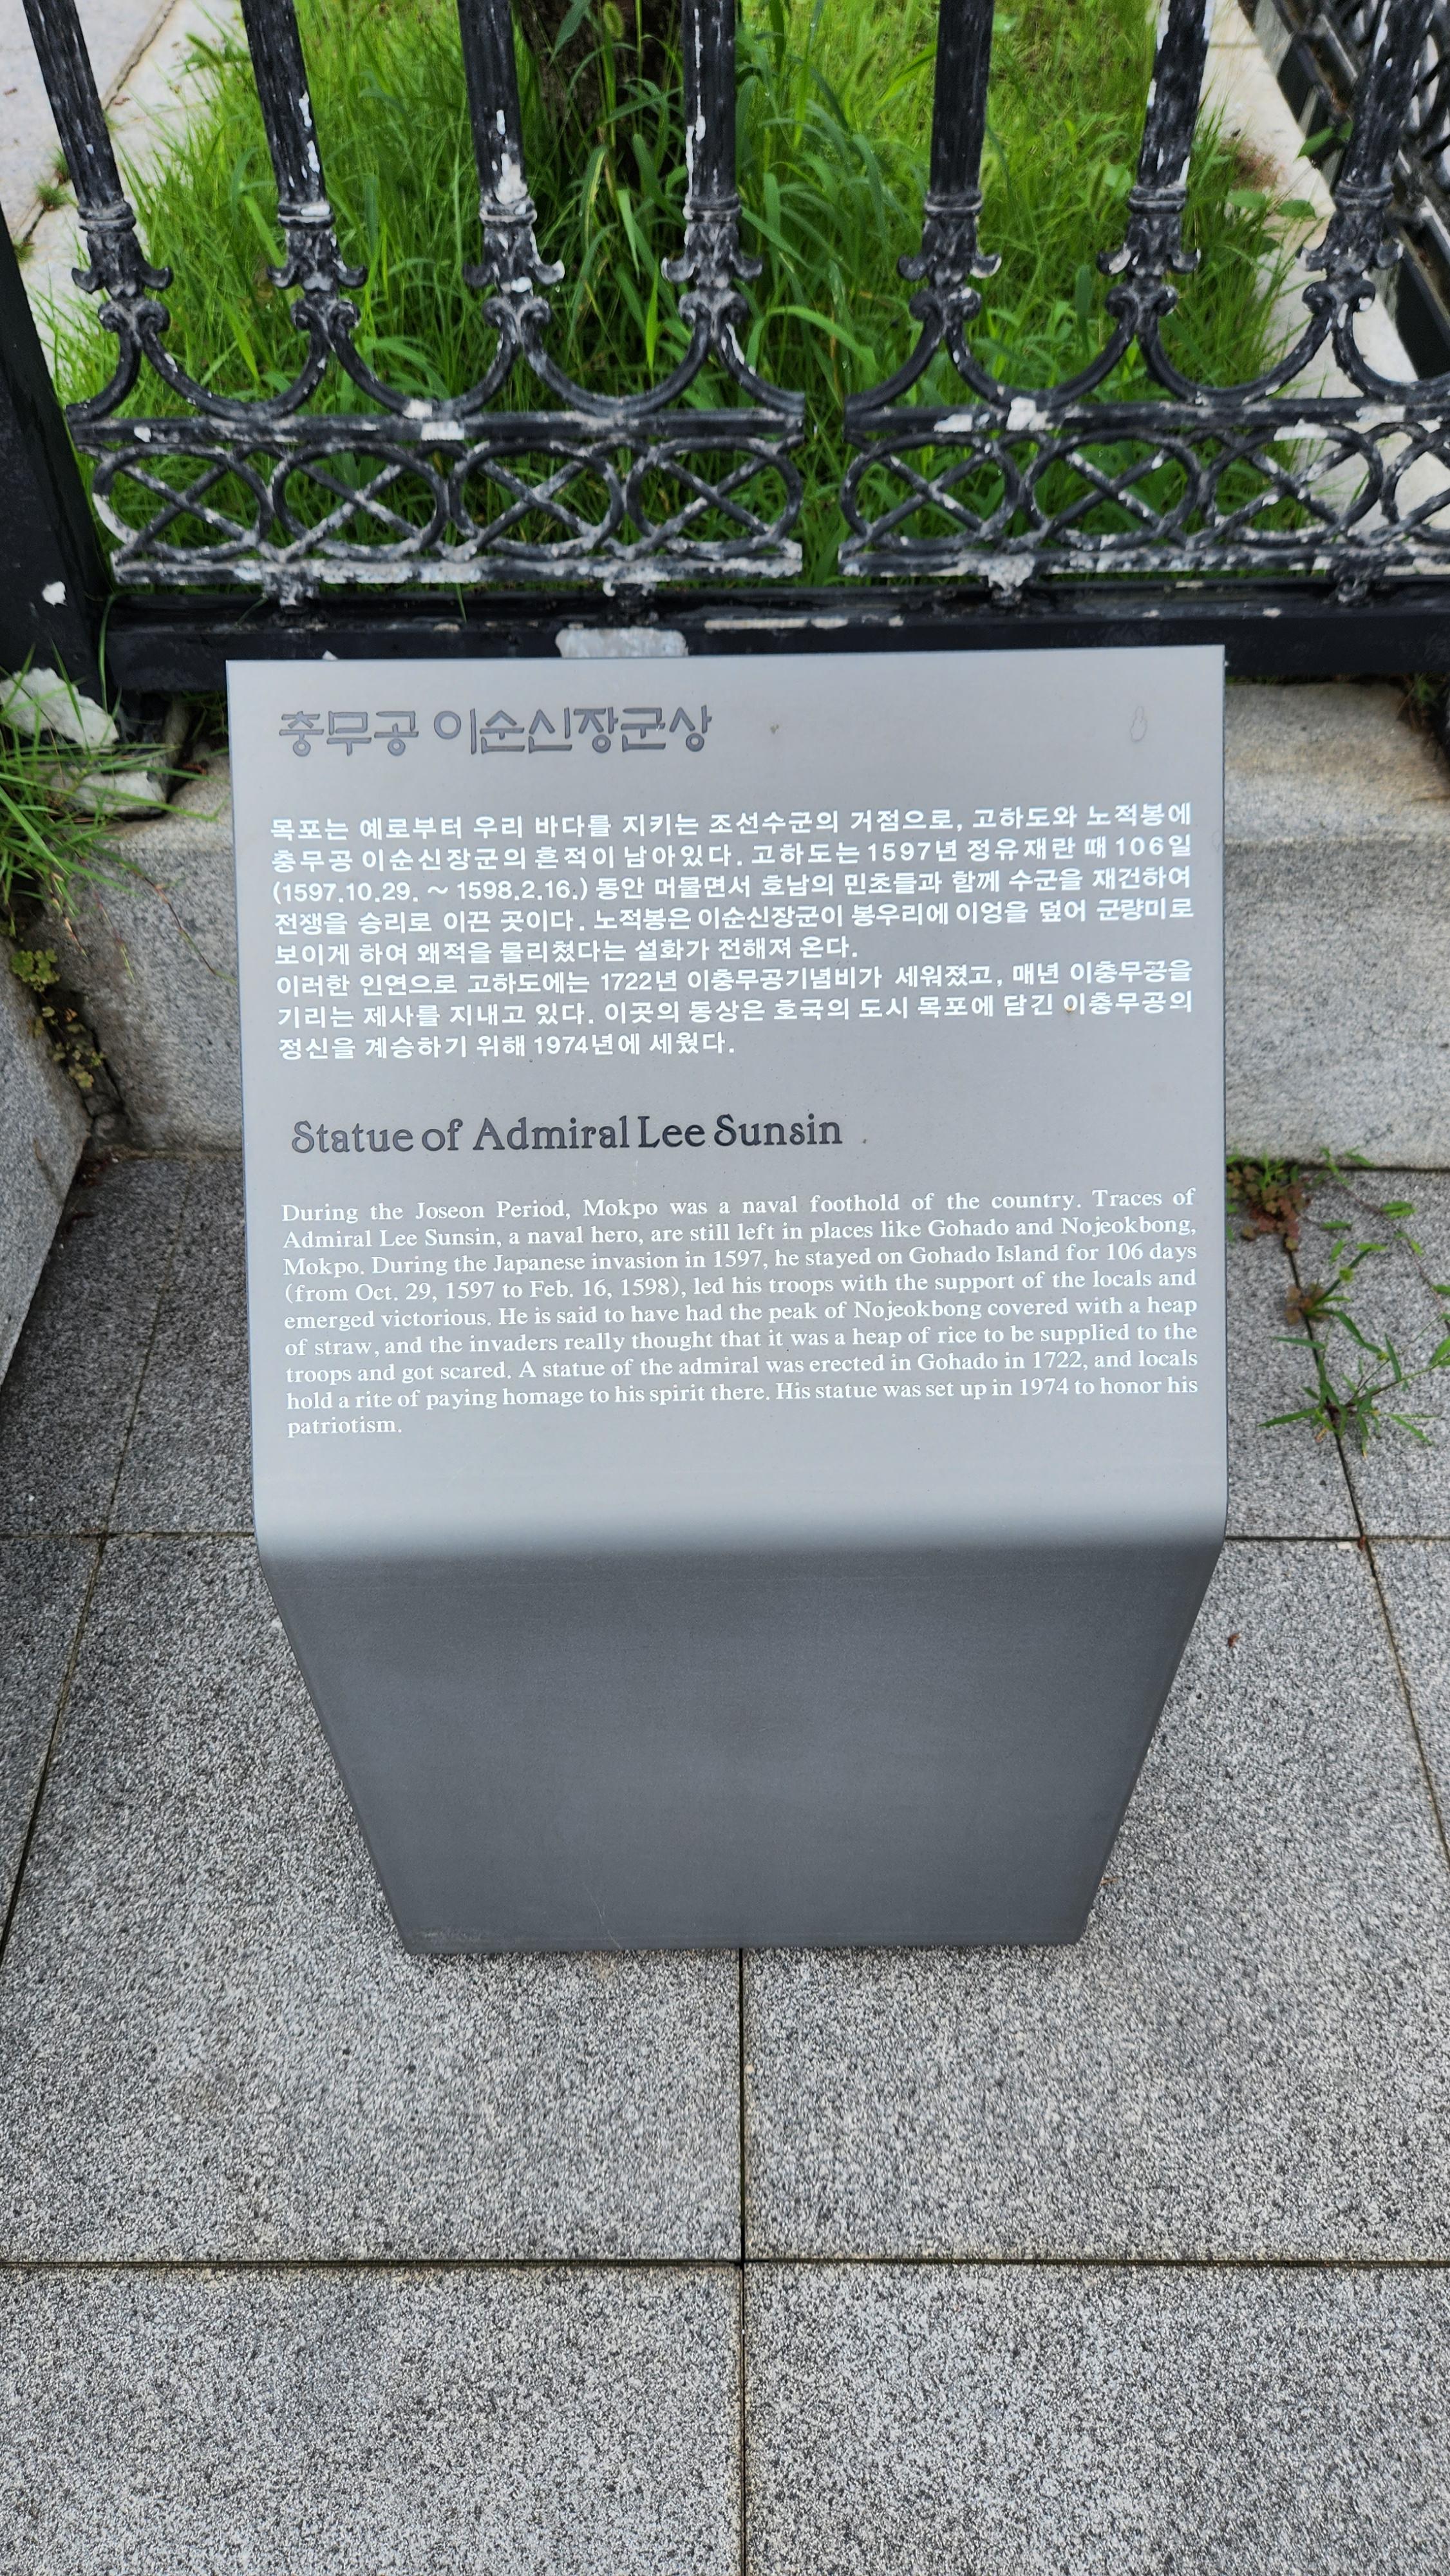 충무공 이순신장군상
목포는 예로부터 우리 바다를 지키는 조선수군의 거점으로, 고하도와 노적봉에
충무공 이순신장군의 흔적이 남아있다. 고하도는 1597년 정유재란 때 106일
(1597.10.29. ~ 1598.2.16.) 동안 머물면서 호남의 민초들과 함께 수군을 재건하여
전쟁을 승리로 이끈 곳이다. 노적봉은 이순신장군이 봉우리에 이엉을 덮어 군량미로
보이게 하여 왜적을 물리쳤다는 설화가 전해져 온다.
이러한 인연으로 고하도에는 1722년 이충무공기념비가 세워졌고, 매년 이충무공을
기리는 제사를 지내고 있다. 이곳의 동상은 호국의 도시 목포에 담긴 이충무공의
정신을 계승하기 위해 1974년에 세웠다.
Statue of Admiral Lee Sunsin
During the Joseon Period, Mokpo was a naval foothold of the country. Traces of
Admiral Lee Sunsin, a naval hero, are still left in places like Gohado and Nojeokbong,
Mokpo. During the Japanese invasion in 1597, he stayed on Gohado Island for 106 days
(from Oct. 29, 1597 to Feb. 16, 1598), led his troops with the support of the locals and
emerged victorious. He is said to have had the peak of Nojeokbong covered with a heap
of straw, and the invaders really thought that it was a heap of rice to be supplied to the
troops and got scared. A statue of the admiral was erected in Gohado in 1722, and locals
hold a rite of paying homage to his spirit there. His statue was set up in 1974 to honor his
patriotism.